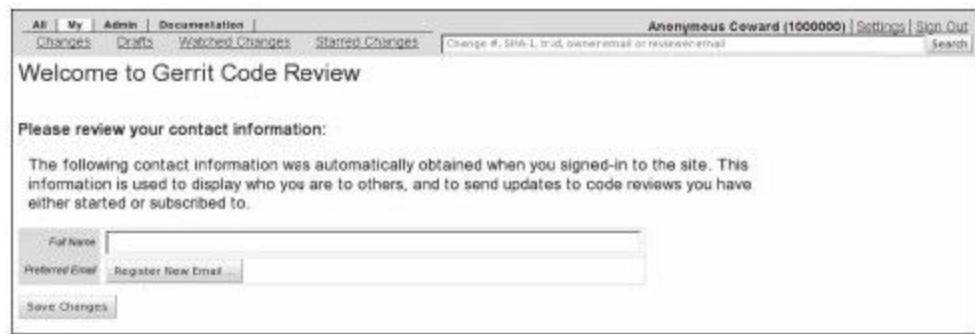 All | My | Admin | Documentation |
Anonymous Coward (1000000) | Settings | Sign Out
Changes Drafts Watched Changes Starred Changes
Change #, SHA-1, tr:id, owner:email or reviewer:email Search
Welcome to Gerrit Code Review
Please review your contact information:
The following contact information was automatically obtained when you signed-in to the site. This
information is used to display who you are to others, and to send updates to code reviews you have
either started or subscribed to.
Full Name
Preferred Email Register New Email ...
Save Changes